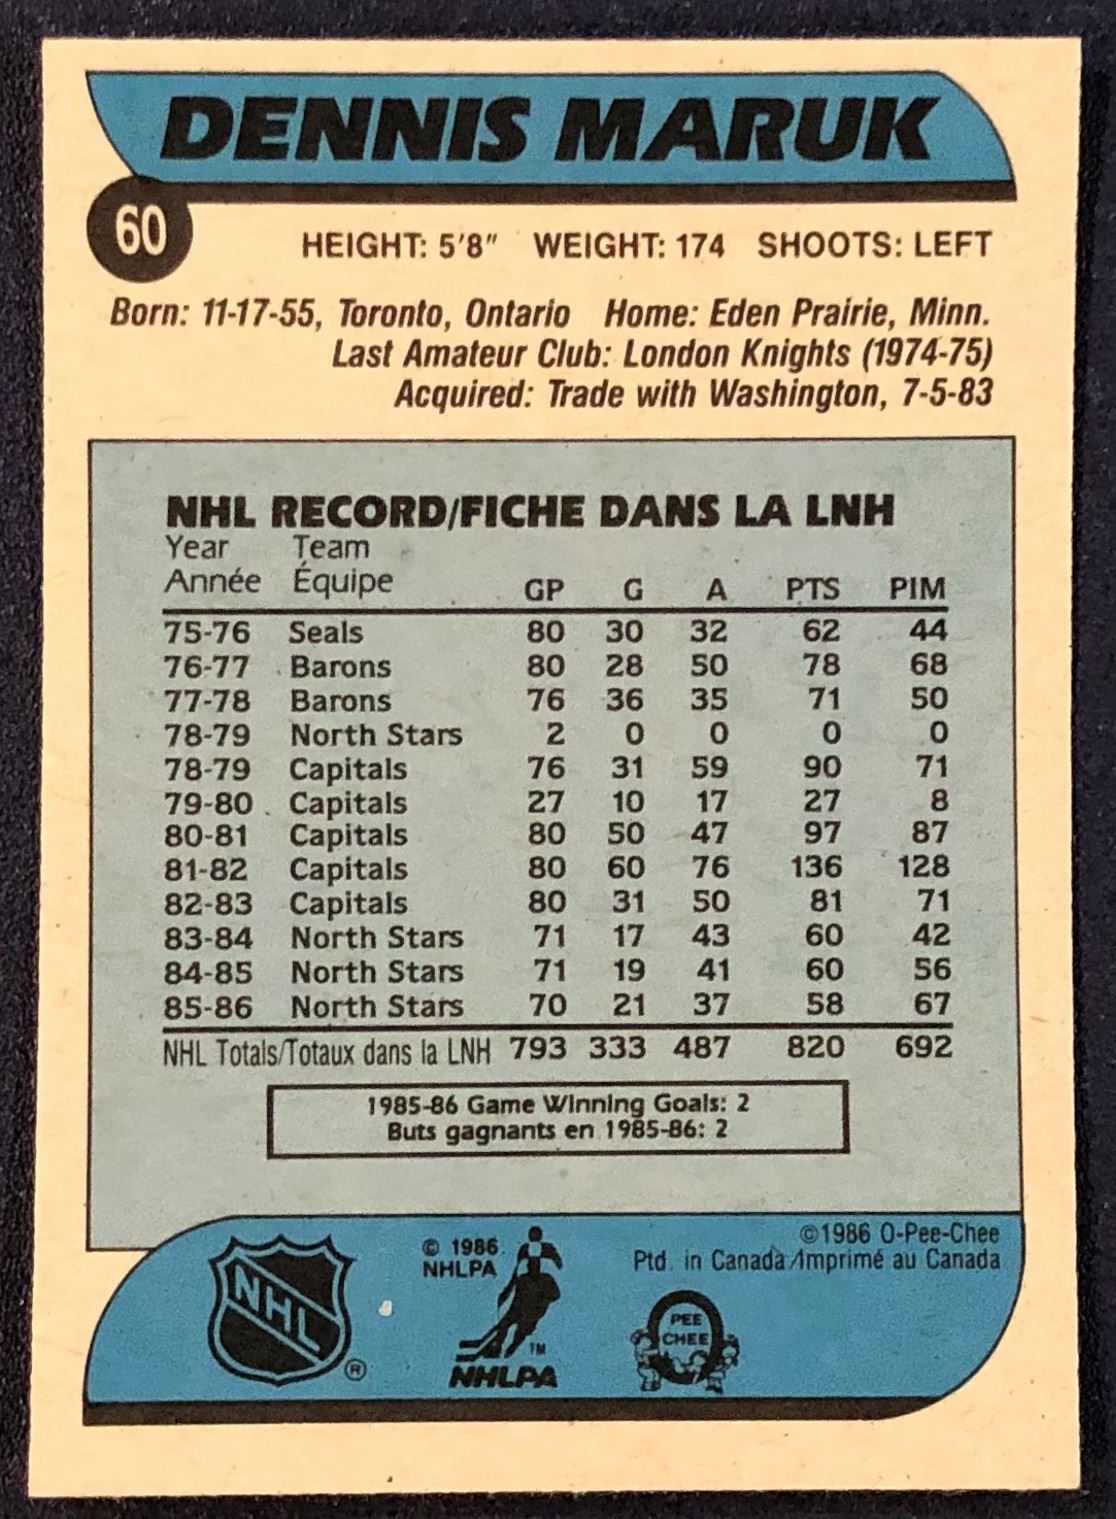 DENNIS MARUK
60
HEIGHT: 5'8" WEIGHT: 174 SHOOTS: LEFT
Born: 11-17-55, Toronto, Ontario Home: Eden Prairie, Minn.
Last Amateur Club: London Knights (1974-75)
Acquired: Trade with Washington, 7-5-83
NHL RECORD/FICHE DANS LA LNH
Year Team
Année Équipe GP G A PTS PIM
75-76 Seals 80 30 32 62 44
76-77 Barons 80 28 50 78 68
77-78 Barons 76 36 35 71 50
78-79 North Stars 2 0 0 0 0
78-79 Capitals 76 31 59 90 71
79-80 Capitals 27 10 17 27 8
80-81 Capitals 80 50 47 97 87
81-82 Capitals 80 60 76 136 128
82-83 Capitals 80 31 50 81 71
83-84 North Stars 71 17 43 60 42
84-85 North Stars 71 19 41 60 56
85-86 North Stars 70 21 37 58 67
NHL Totals/Totaux dans la LNH 793 333 487 820 692
1985-86 Game Winning Goals: 2
Buts gagnants en 1985-86: 2
©1986 O-Pee-Chee
Ptd. in Canada/Imprimé au Canada
© 1986
NHLPA
NHL
®
TM
NHLPA
PEE
CHEE